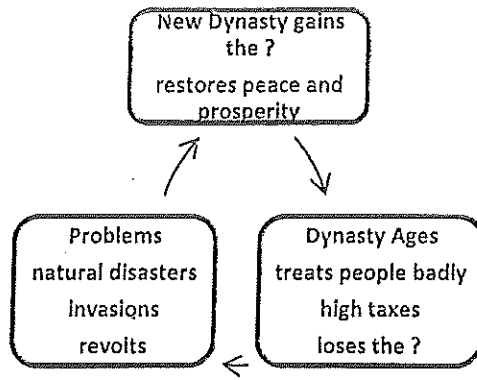 New Dynasty gains
the ?
restores peace and
prosperity
Problems
natural disasters
invasions
revolts
Dynasty Ages
treats people badly
high taxes
loses the ?